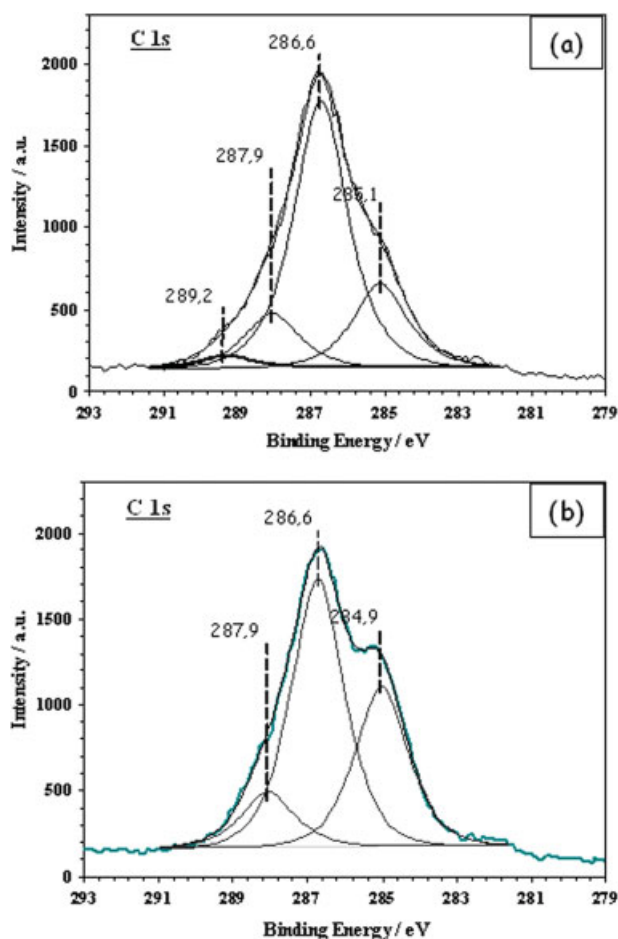 C 1s
(a)
286,6
287,9
285,1
289,2
2000
1500
1000
500
0
Intensity / a.u.
293 291 289 287 285 283 281 279
Binding Energy / eV
C 1s
(b)
286,6
287,9
284,9
2000
1500
1000
500
0
Intensity / a.u.
293 291 289 287 285 283 281 279
Binding Energy / eV